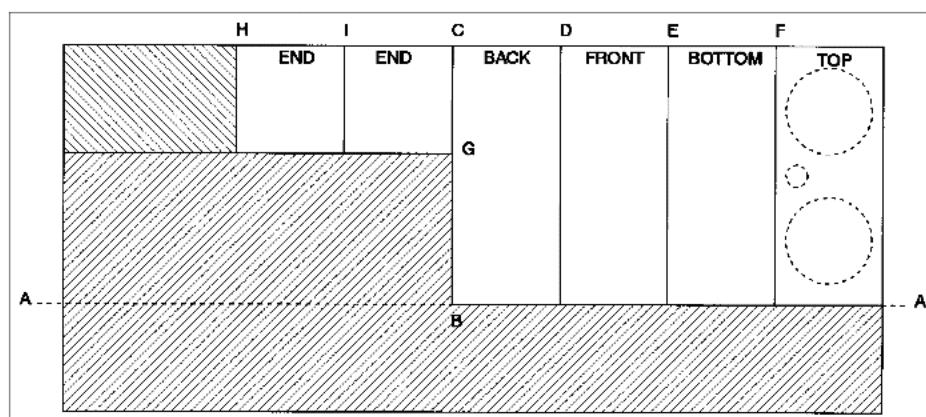 H I C D E F
END END BACK FRONT BOTTOM TOP
G
A A
B